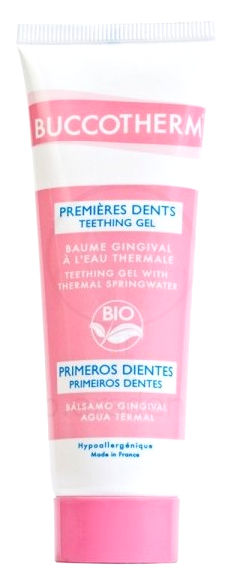 BUCCOTHERM
PREMIÈRES DENTS
TEETHING GEL
BAUME GINGIVAL
À L'EAU THERMALE
TEETHING GEL WITH
THERMAL SPRINGWATER
BIO
PRIMEROS DIENTES
PRIMEIROS DENTES
BÁLSAMO GINGIVAL
AGUA TERMAL
Hypoallergénique
Made in France